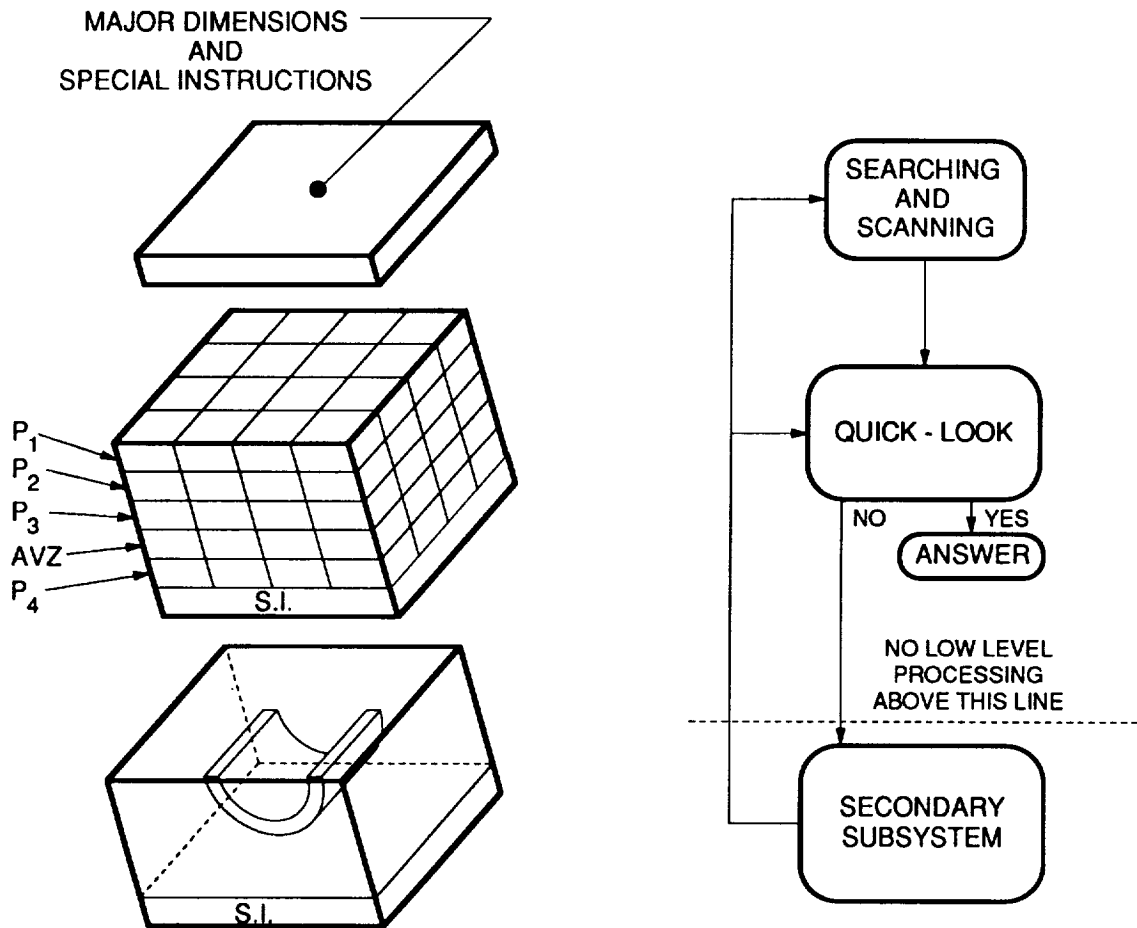 MAJOR DIMENSIONS
AND
SPECIAL INSTRUCTIONS
P1
P2
P3
AVZ
P4
S.I.
S.I.
SEARCHING
AND
SCANNING
QUICK - LOOK
NO
YES
ANSWER
NO LOW LEVEL
PROCESSING
ABOVE THIS LINE
SECONDARY
SUBSYSTEM